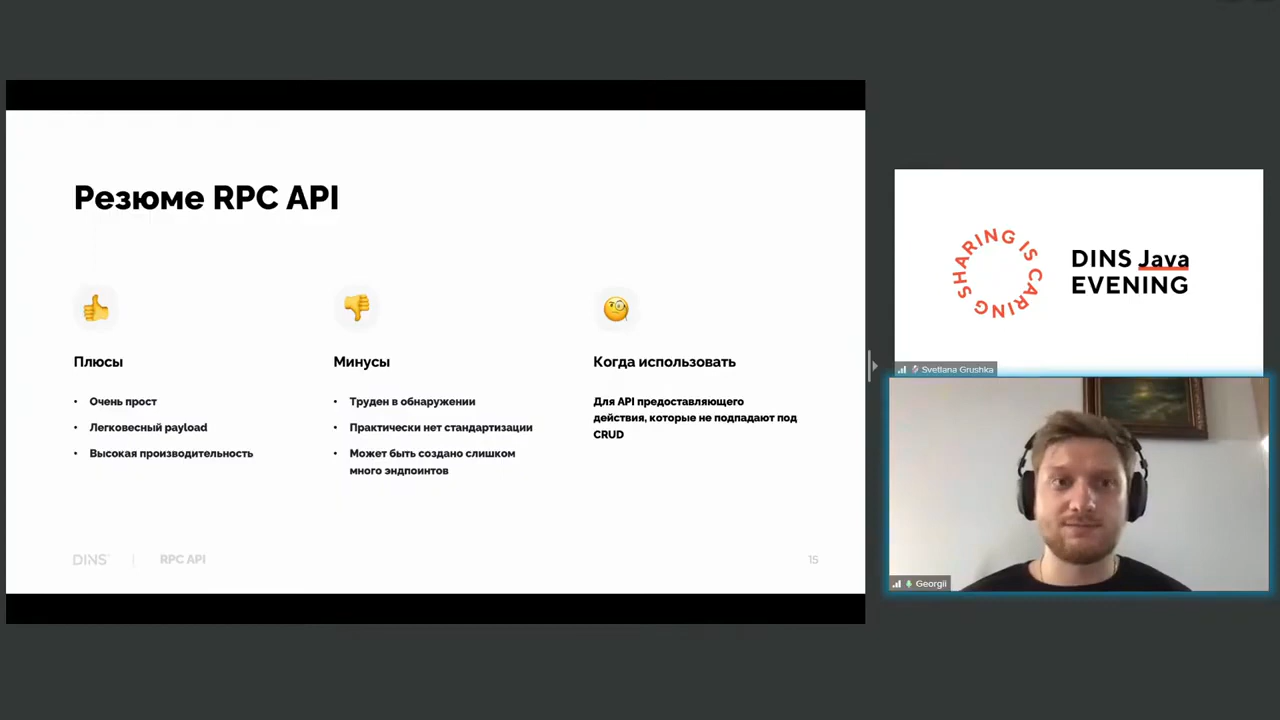 Резюме RPC API
Плюсы
• Очень прост
• Легковесный payload
• Высокая производительность
Минусы
• Труден в обнаружении
• Практически нет стандартизации
• Может быть создано слишком
много эндпоинтов
Когда использовать
Для API предоставляющего
действия, которые не подпадают под
CRUD
DINS | RPC API
15
SHARING IS CARING
DINS Java
EVENING
Svetlana Grushka
Georgii